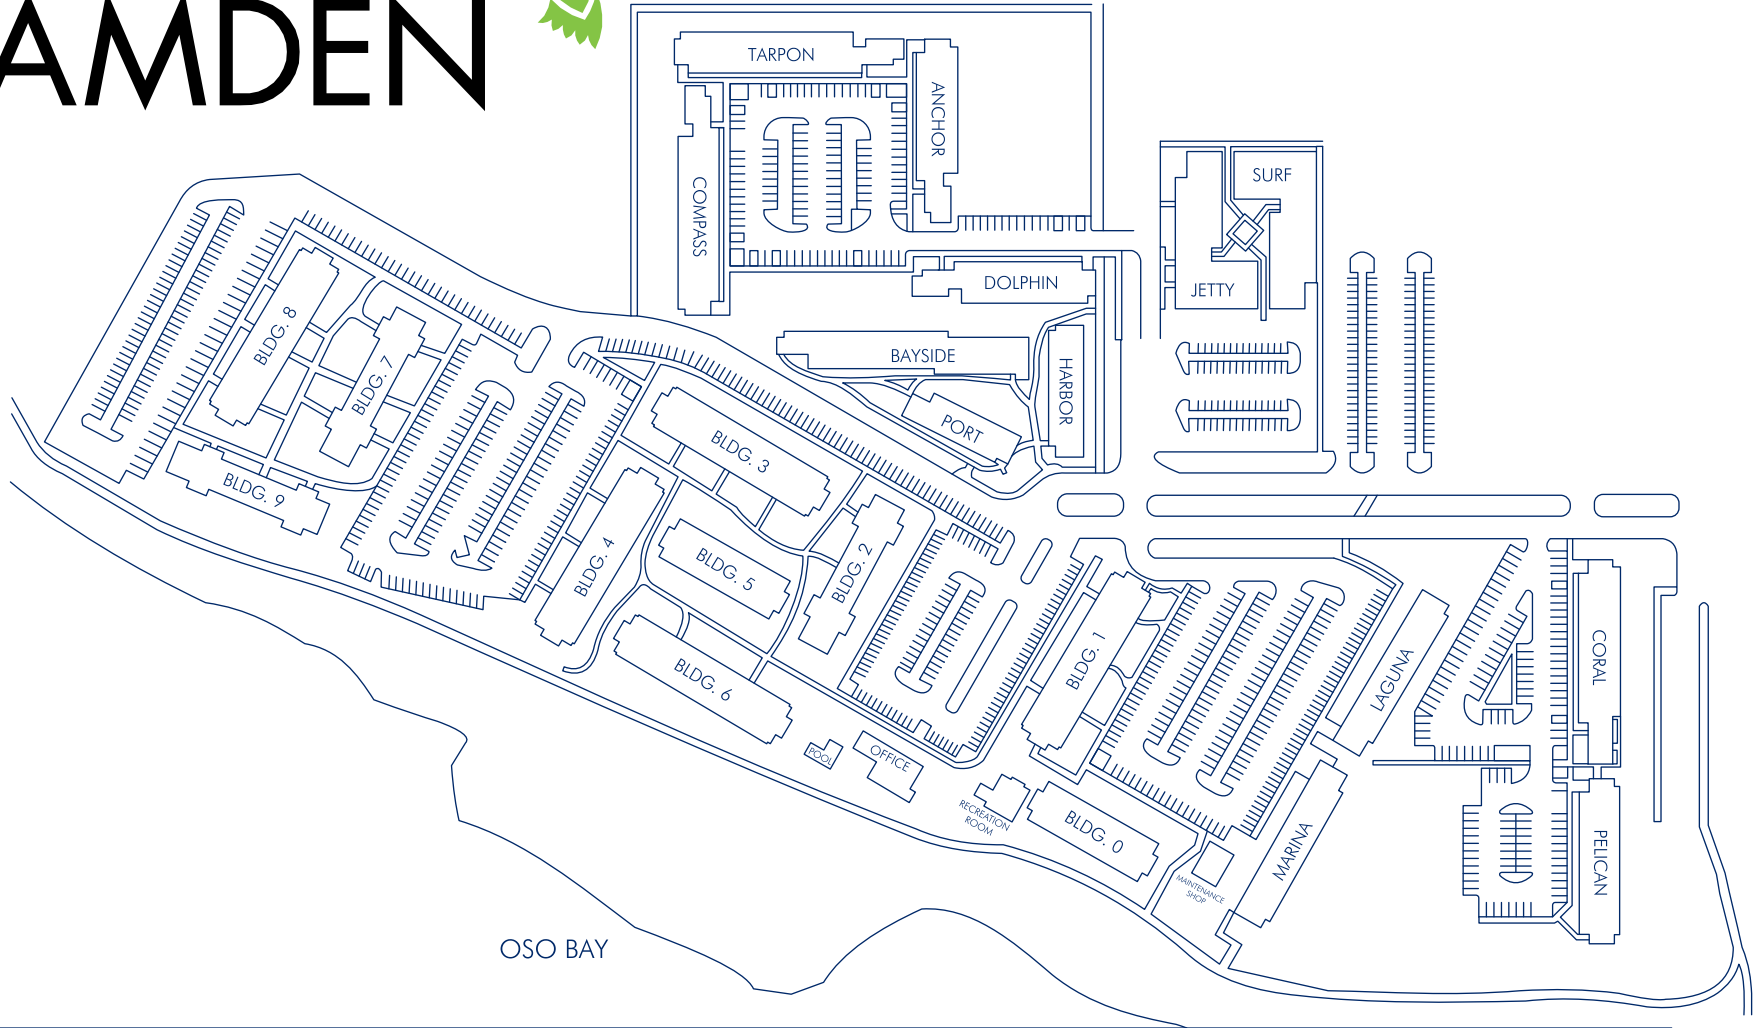 AMDEN
TARPON
ANCHOR
COMPASS
SURF
JETTY
DOLPHIN
BAYSIDE
HARBOR
PORT
BLDG. 8
BLDG. 7
BLDG. 9
BLDG. 3
BLDG. 4
BLDG. 5
BLDG. 2
BLDG. 6
BLDG. 1
LAGUNA
CORAL
POOL
OFFICE
RECREATION
ROOM
BLDG. 0
MAINTENANCE
SHOP
MARINA
PELICAN
OSO BAY